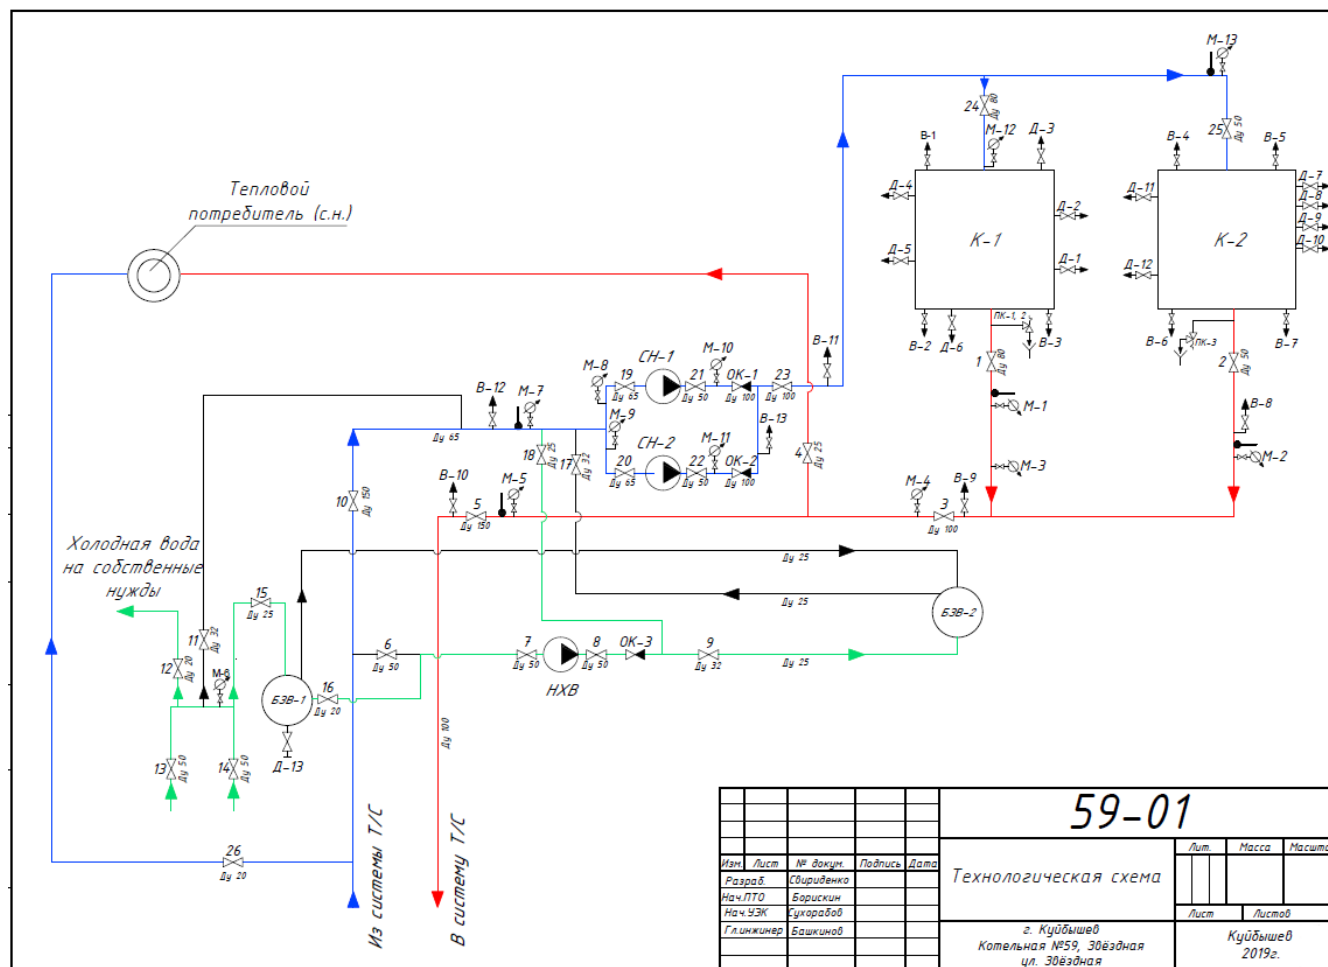 М-13
24
Ду 80
М-12
Д-3
В-1
В-4
25
Ду 50
В-5
Д-4
Д-2
Д-11
Д-7
Д-8
Д-9
Д-10
Тепловой
потребитель (с.н.)
К-1
К-2
Д-5
Д-1
Д-12
В-2
Д-6
ПК-1, 2
В-3
В-6
ПК-3
В-7
1
Ду 80
2
Ду 50
В-11
М-8
19
Ду 65
СН-1
21
Ду 50
М-10
ОК-1
Ду 100
23
Ду 100
В-12
М-7
М-9
В-13
М-1
В-8
Ду 65
18
Ду 25
17
Ду 32
СН-2
20
Ду 65
22
Ду 50
М-11
ОК-2
Ду 100
4
Ду 25
М-2
М-3
10
Ду 150
В-10
5
Ду 150
М-5
М-4
3
Ду 100
В-9
Холодная вода
на собственные
нужды
Ду 25
15
Ду 25
Ду 25
БЗВ-2
11
Ду 32
12
Ду 20
М-6
6
Ду 50
7
Ду 50
8
Ду 50
ОК-3
9
Ду 32
Ду 25
НХВ
БЗВ-1
16
Ду 20
Ду 100
13
Ду 50
14
Ду 50
Д-13
26
Ду 20
Из системы Т/С
В систему Т/С
59-01
Изм. Лист № докум. Подпись Дата
Разраб. Свириденко
Нач.ПТО Борискин
Нач.УЗК Сухорабов
Гл.инжинер Башкинов
Технологическая схема
Лит. Масса Масшта
Лист Листов
г. Куйбышев
Котельная №59, Звёздная
ул. Звёздная
Куйбышев
2019г.